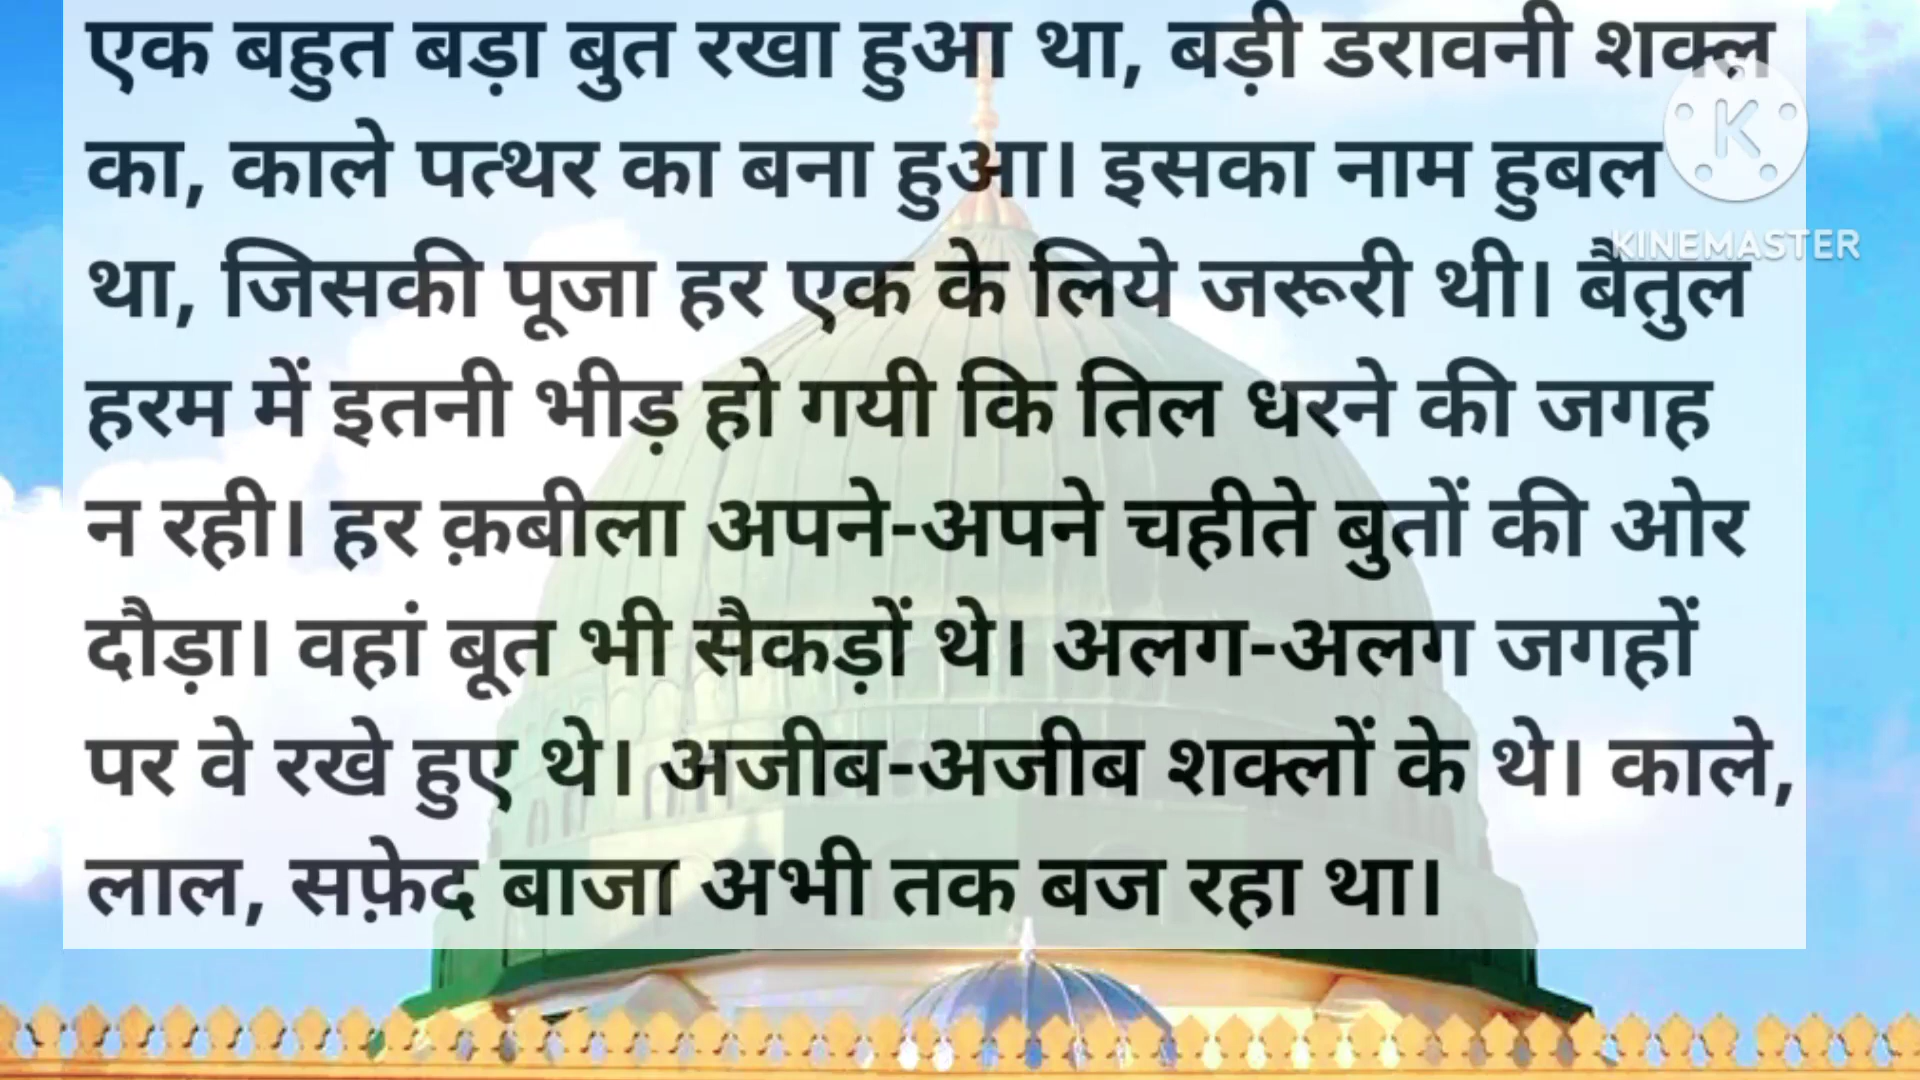 एक बहुत बड़ा बुत रखा हुआ था, बड़ी डरावनी शक्ल
का, काले पत्थर का बना हुआ। इसका नाम हुबल
था, जिसकी पूजा हर एक के लिये जरूरी थी। बैतुल
हरम में इतनी भीड़ हो गयी कि तिल धरने की जगह
न रही। हर क़बीला अपने-अपने चहीते बुतों की ओर
दौड़ा। वहां बूत भी सैकड़ों थे। अलग-अलग जगहों
पर वे रखे हुए थे। अजीब-अजीब शक्लों के थे। काले,
लाल, सफ़ेद बाजा अभी तक बज रहा था।
K
KINEMASTER